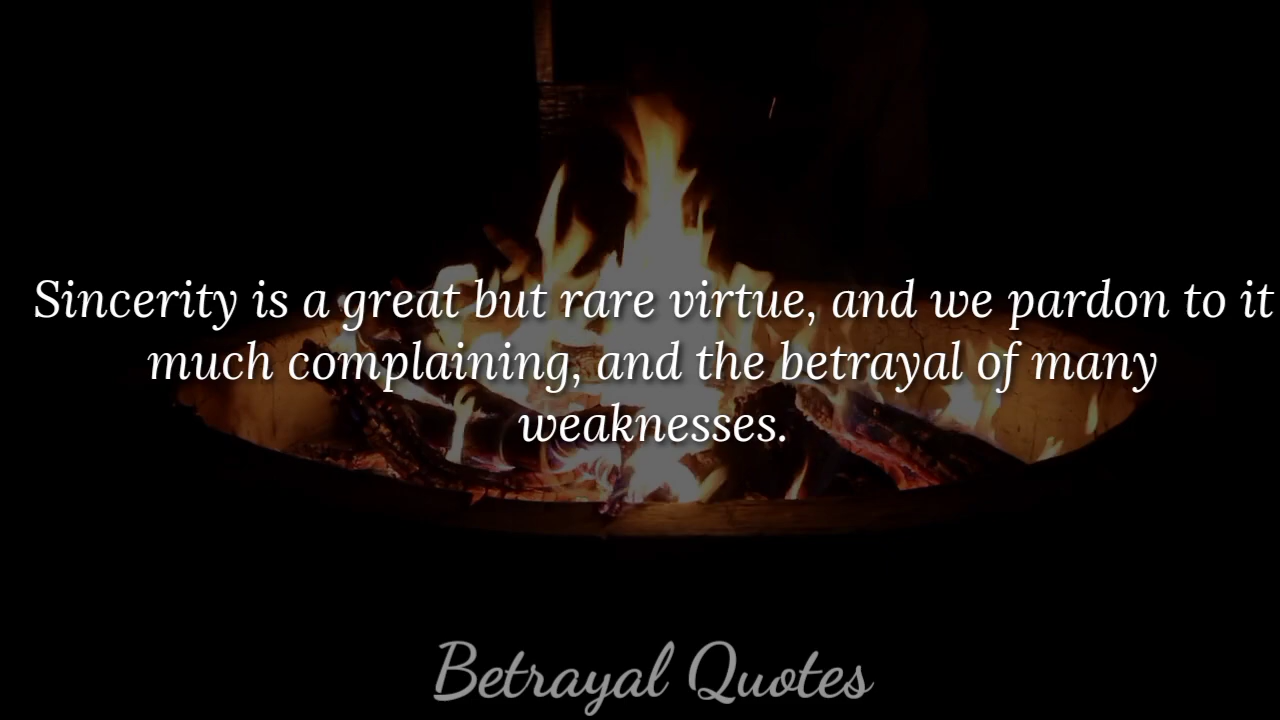 Sincerity is a great but rare virtue, and we pardon to it
much complaining, and the betrayal of many
weaknesses.
Betrayal Quotes